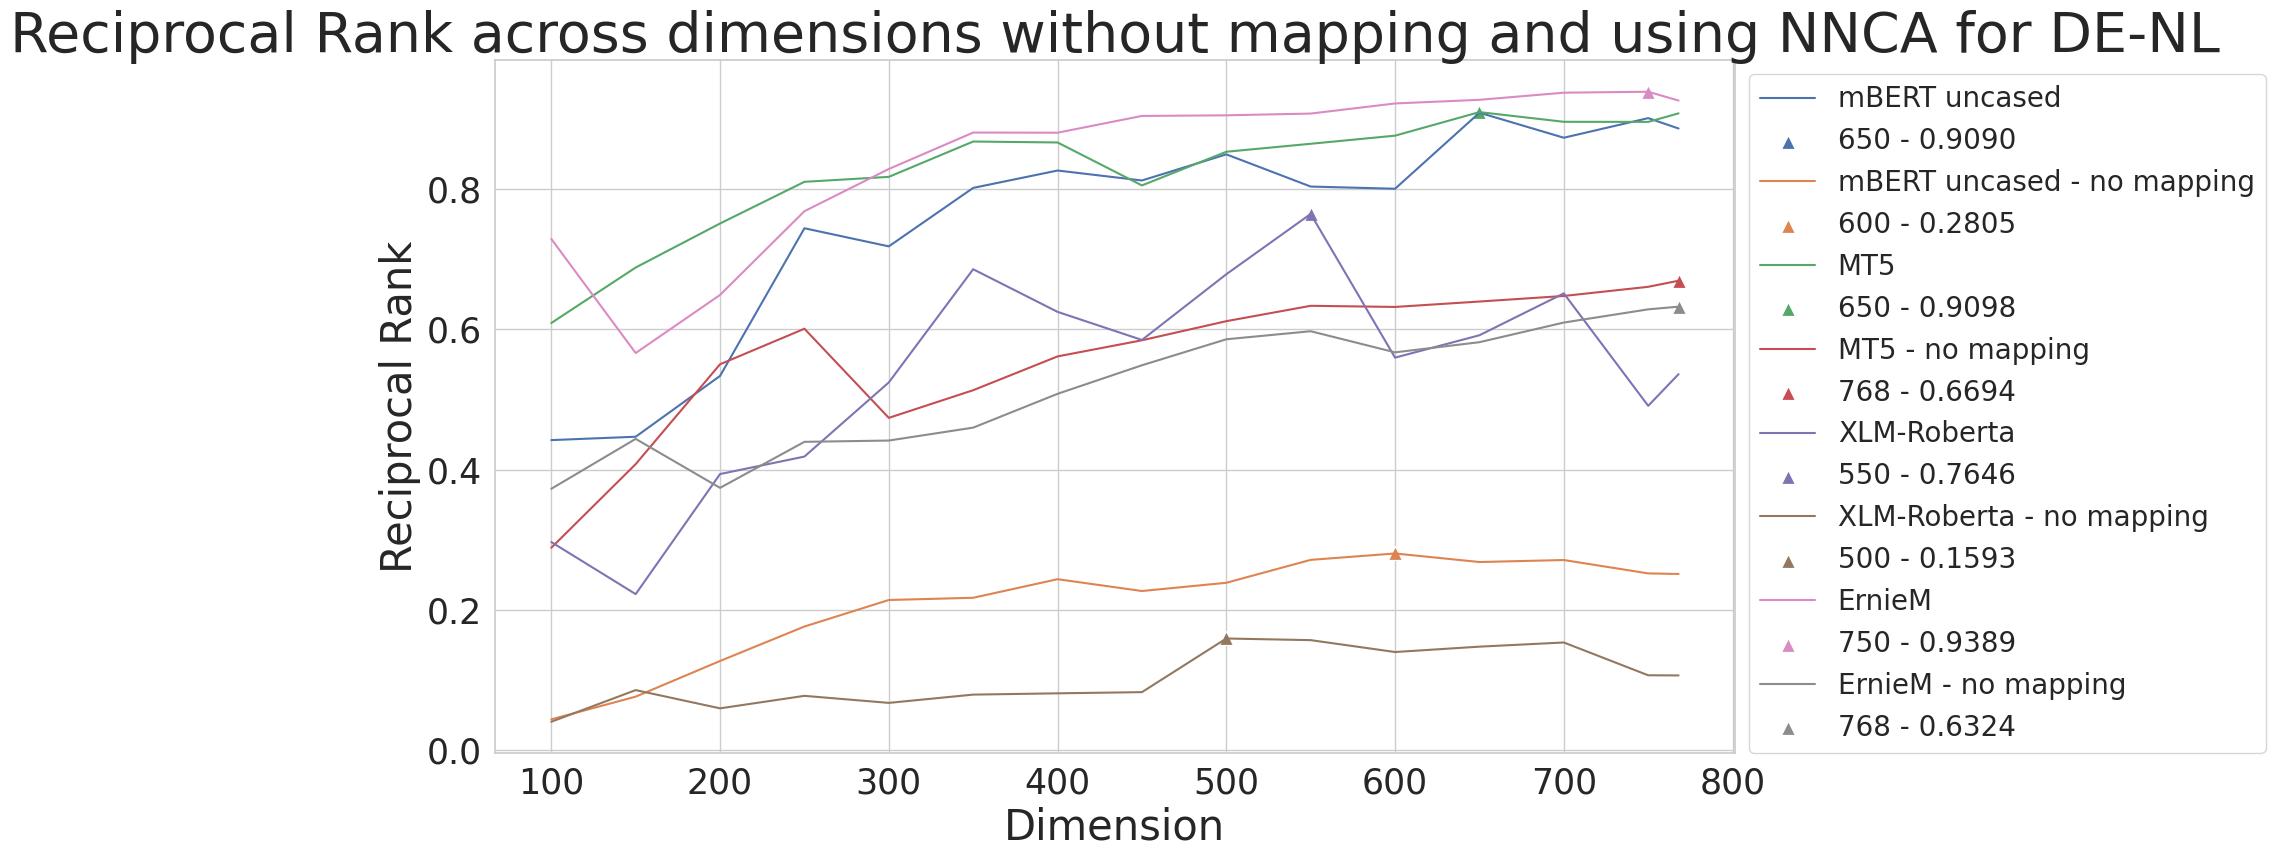 Reciprocal Rank across dimensions without mapping and using NNCA for DE-NL
Reciprocal Rank
0.8
0.6
0.4
0.2
0.0
100 200 300 400 500 600 700 800
Dimension
mBERT uncased
650 - 0.9090
mBERT uncased - no mapping
600 - 0.2805
MT5
650 - 0.9098
MT5 - no mapping
768 - 0.6694
XLM-Roberta
550 - 0.7646
XLM-Roberta - no mapping
500 - 0.1593
ErnieM
750 - 0.9389
ErnieM - no mapping
768 - 0.6324